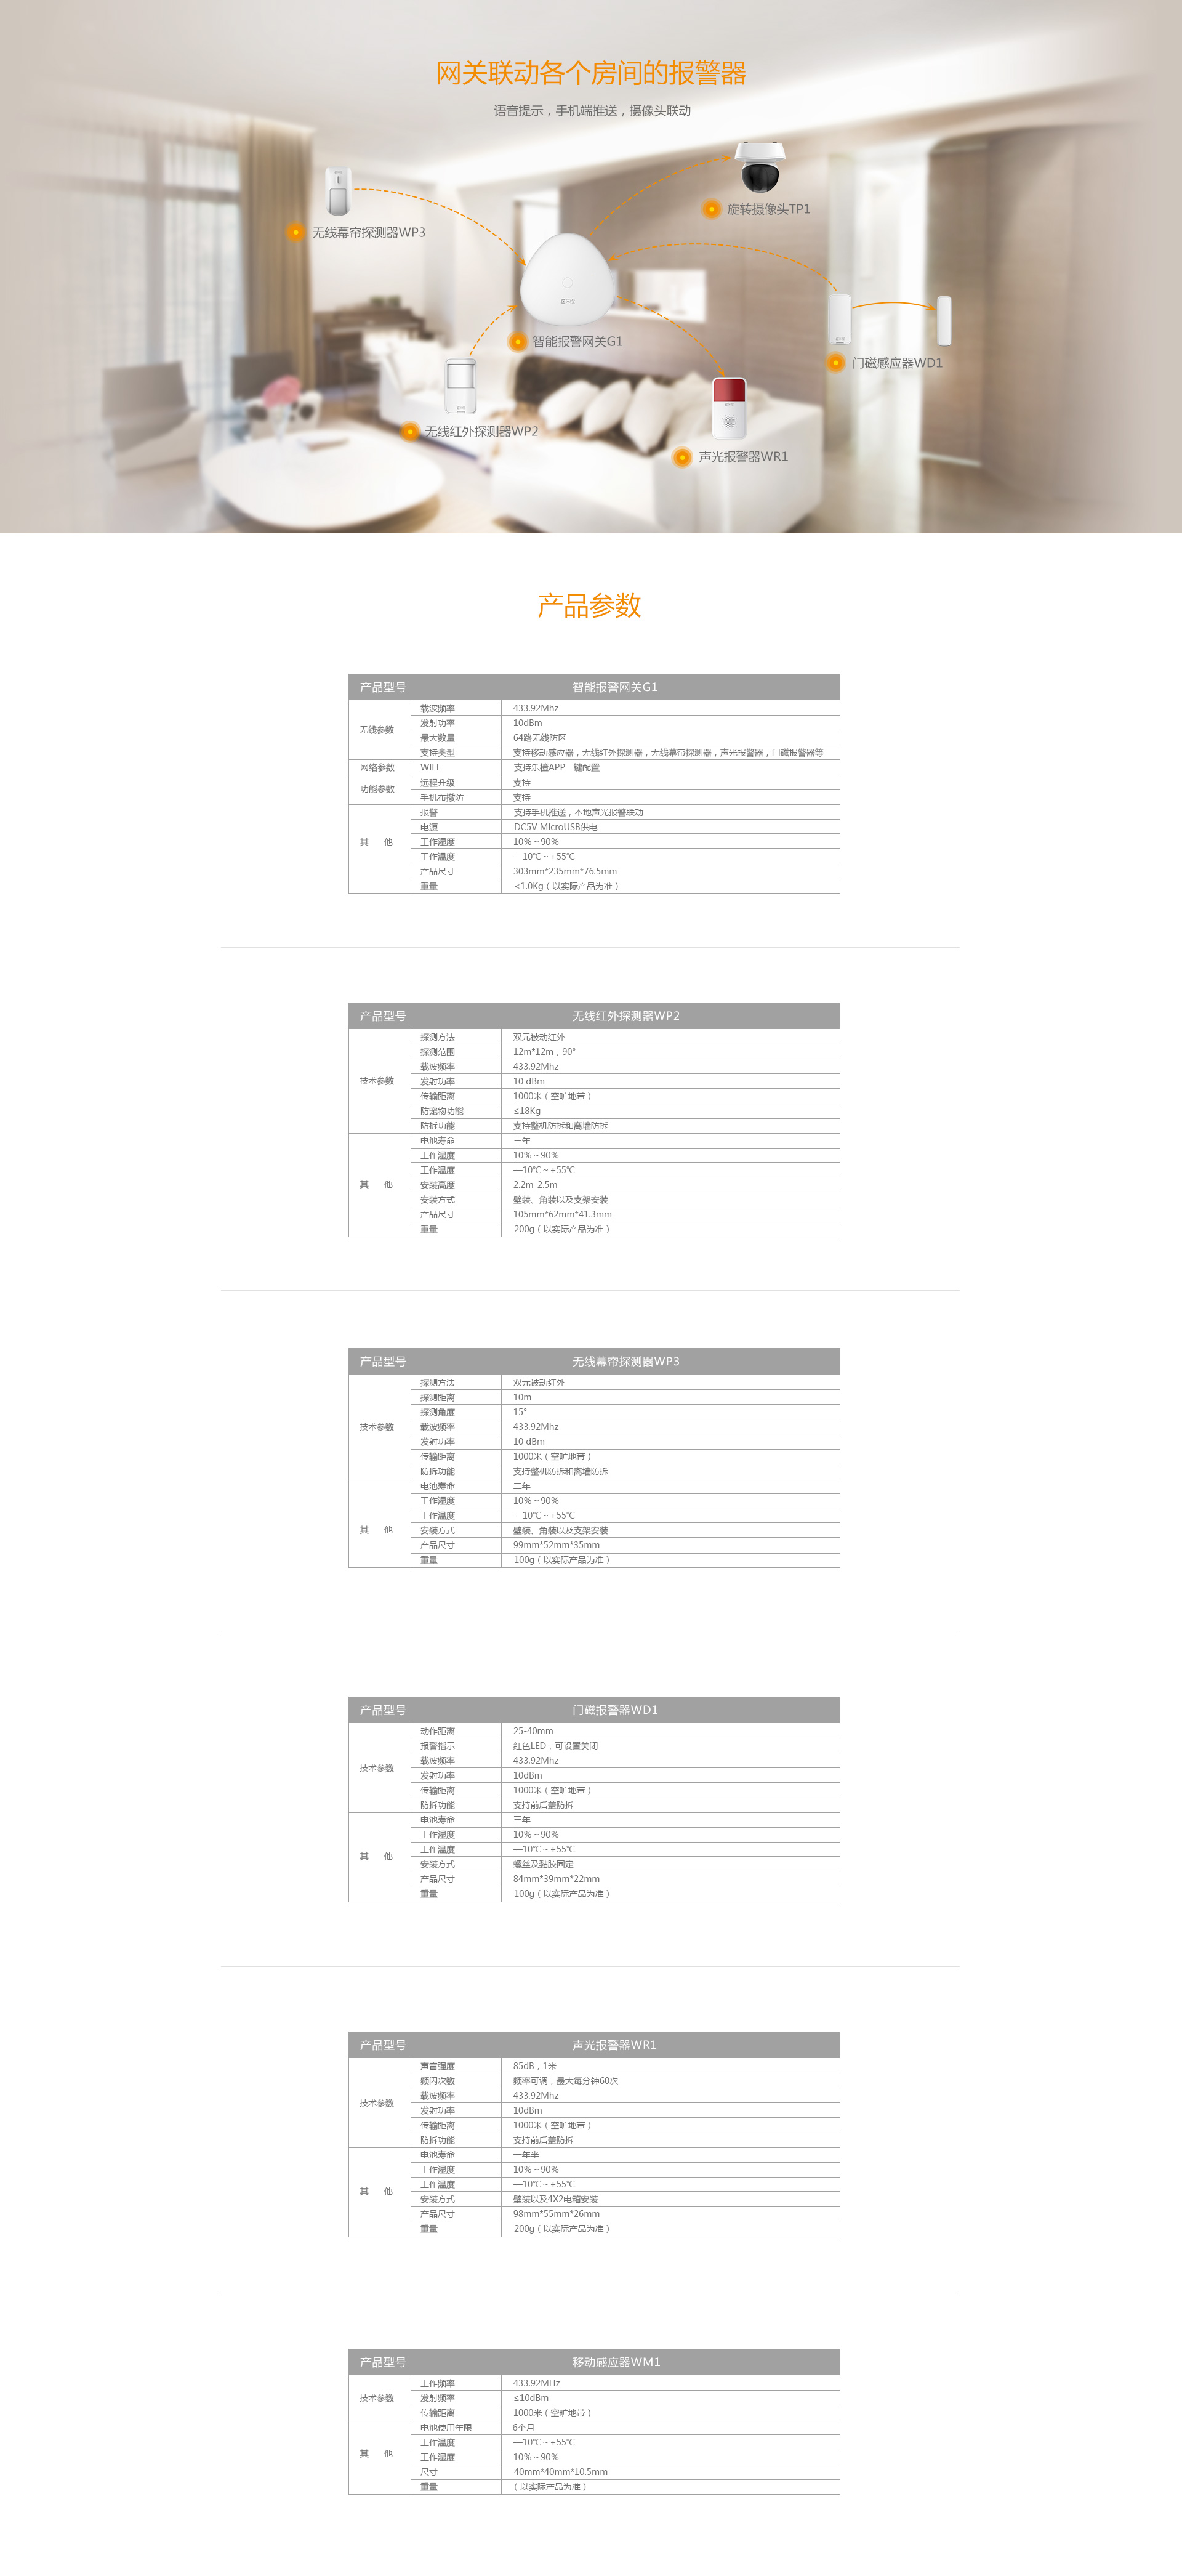 网关联动各个房间的报警器
语音提示，手机端推送，摄像头联动
旋转摄像头TP1
无线幕帘探测器WP3
智能报警网关G1
门磁感应器WD1
无线红外探测器WP2
声光报警器WR1
产品参数
产品型号 智能报警网关G1
无线参数 载波频率 433.92Mhz
发射功率 10dBm
最大数量 64路无线防区
支持类型 支持移动感应器，无线红外探测器，无线幕帘探测器，声光报警器，门磁报警器等
网络参数 WIFI 支持乐橙APP一键配置
功能参数 远程升级 支持
手机布撤防 支持
其 他 报警 支持手机推送，本地声光报警联动
电源 DC5V MicroUSB供电
工作湿度 10%～90%
工作温度 —10℃～+55℃
产品尺寸 303mm*235mm*76.5mm
重量 <1.0Kg（以实际产品为准）
产品型号 无线红外探测器WP2
技术参数 探测方法 双元被动红外
探测范围 12m*12m，90°
载波频率 433.92Mhz
发射功率 10 dBm
传输距离 1000米（空旷地带）
防宠物功能 ≤18Kg
防拆功能 支持整机防拆和离墙防拆
其 他 电池寿命 三年
工作湿度 10%～90%
工作温度 —10℃～+55℃
安装高度 2.2m-2.5m
安装方式 壁装、角装以及支架安装
产品尺寸 105mm*62mm*41.3mm
重量 200g（以实际产品为准）
产品型号 无线幕帘探测器WP3
技术参数 探测方法 双元被动红外
探测距离 10m
探测角度 15°
载波频率 433.92Mhz
发射功率 10 dBm
传输距离 1000米（空旷地带）
防拆功能 支持整机防拆和离墙防拆
其 他 电池寿命 二年
工作湿度 10%～90%
工作温度 —10℃～+55℃
安装方式 壁装、角装以及支架安装
产品尺寸 99mm*52mm*35mm
重量 100g（以实际产品为准）
产品型号 门磁报警器WD1
技术参数 动作距离 25-40mm
报警指示 红色LED，可设置关闭
载波频率 433.92Mhz
发射功率 10dBm
传输距离 1000米（空旷地带）
防拆功能 支持前后盖防拆
其 他 电池寿命 三年
工作湿度 10%～90%
工作温度 —10℃～+55℃
安装方式 螺丝及黏胶固定
产品尺寸 84mm*39mm*22mm
重量 100g（以实际产品为准）
产品型号 声光报警器WR1
技术参数 声音强度 85dB，1米
频闪次数 频率可调，最大每分钟60次
载波频率 433.92Mhz
发射功率 10dBm
传输距离 1000米（空旷地带）
防拆功能 支持前后盖防拆
其 他 电池寿命 一年半
工作湿度 10%～90%
工作温度 —10℃～+55℃
安装方式 壁装以及4X2电箱安装
产品尺寸 98mm*55mm*26mm
重量 200g（以实际产品为准）
产品型号 移动感应器WM1
技术参数 工作频率 433.92MHz
发射频率 ≤10dBm
传输距离 1000米（空旷地带）
其 他 电池使用年限 6个月
工作温度 —10℃～+55℃
工作湿度 10%～90%
尺寸 40mm*40mm*10.5mm
重量 （以实际产品为准）